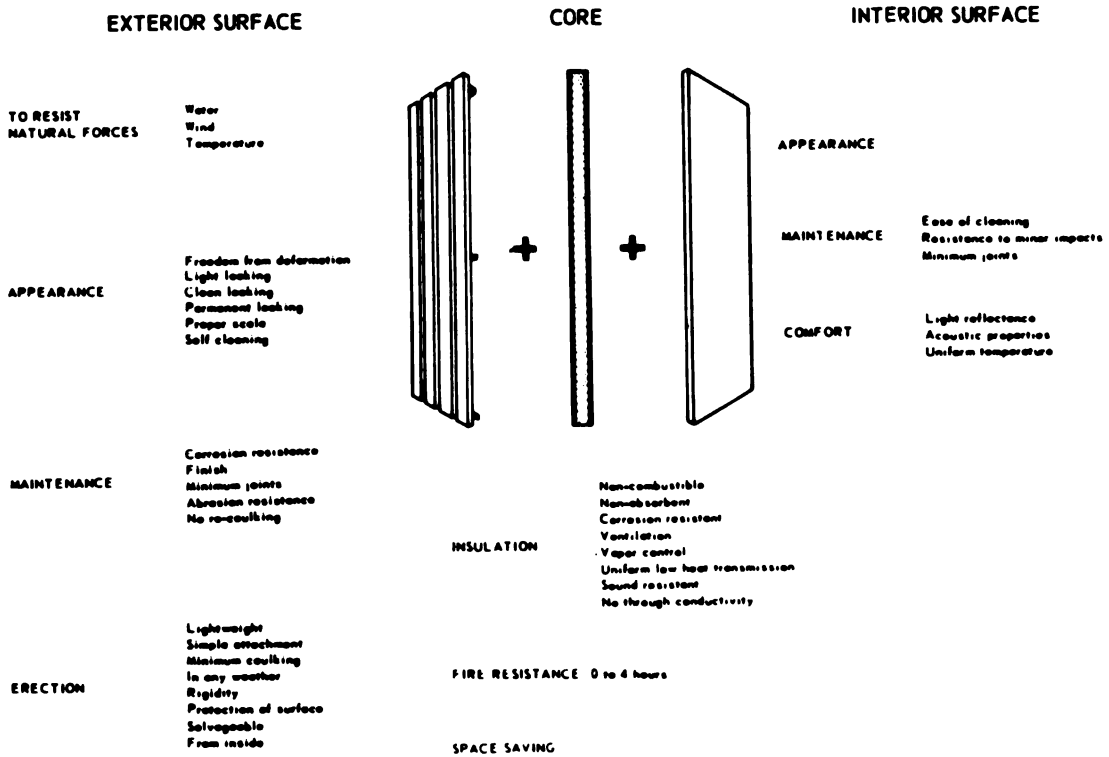 EXTERIOR SURFACE
TO RESIST
NATURAL FORCES
Water
Wind
Temperature
APPEARANCE
Freedom from deformation
Light looking
Clean looking
Permanent looking
Proper scale
Self cleaning
MAINTENANCE
Corrosion resistance
Finish
Minimum joints
Abrasion resistance
No re-caulking
ERECTION
Lightweight
Simple attachment
Minimum caulking
In any weather
Rigidity
Protection of surface
Salvageable
From inside
CORE
+
+
INSULATION
Non-combustible
Non-absorbent
Corrosion resistant
Ventilation
Vapor control
Uniform low heat transmission
Sound resistant
No through conductivity
FIRE RESISTANCE 0 to 4 hours
SPACE SAVING
INTERIOR SURFACE
APPEARANCE
MAINTENANCE
Ease of cleaning
Resistance to minor impacts
Minimum joints
COMFORT
Light reflectance
Acoustic properties
Uniform temperature